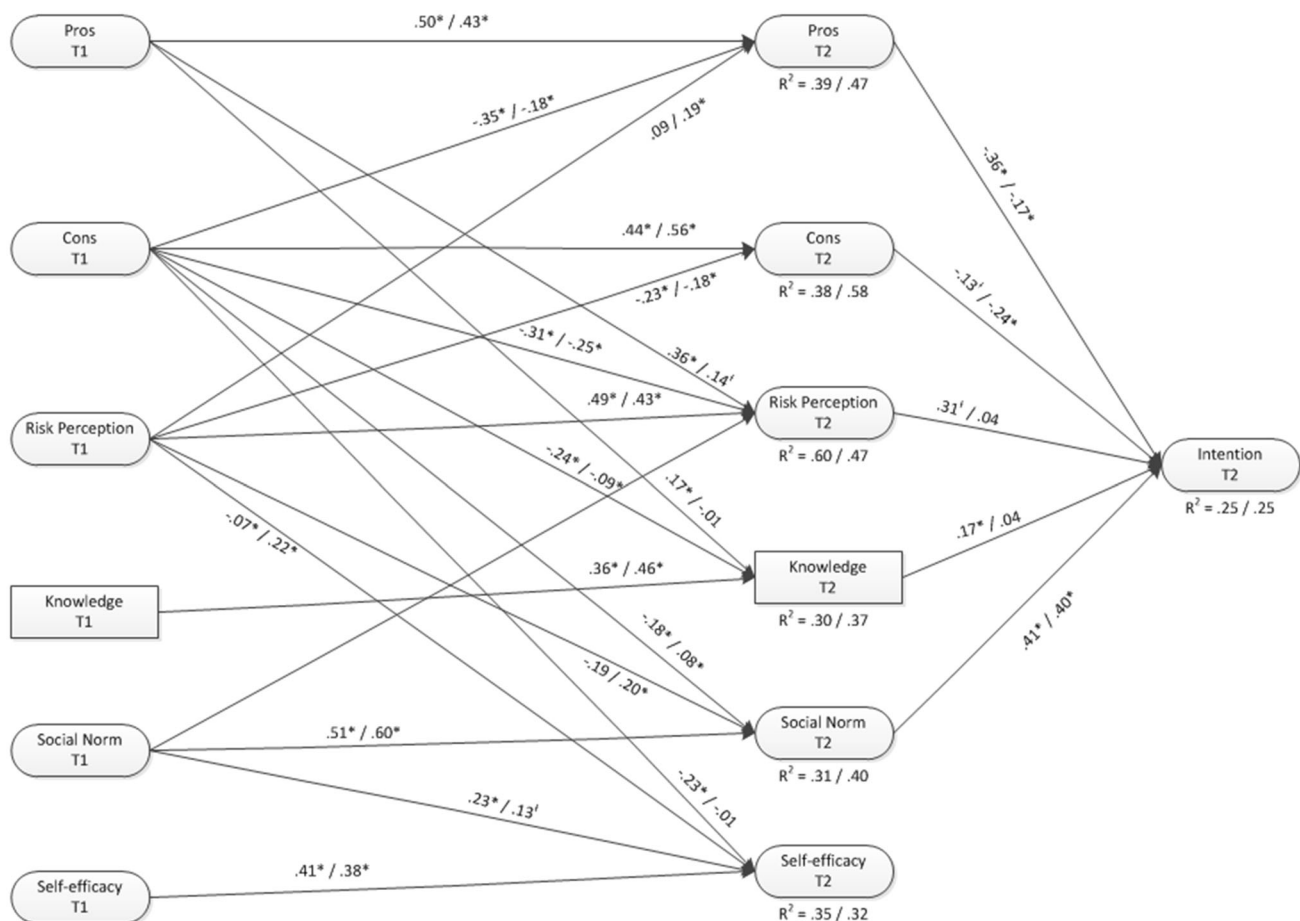 Pros
T1
.50* / .43*
Pros
T2
R² = .39 / .47
-.35* / -.18*
.09 / .19*
-.36* / -.17*
Cons
T1
.44* / .56*
Cons
T2
R² = .38 / .58
-.23* / -.18*
-.13ᶥ / -.24*
-.31* / -.25*
.36* / .14ᶥ
Risk Perception
T1
.49* / .43*
Risk Perception
T2
R² = .60 / .47
.31ᶥ / .04
Intention
T2
R² = .25 / .25
-.24* / -.09*
.17* / -.01
-.07* / .22*
.17* / .04
Knowledge
T1
.36* / .46*
Knowledge
T2
R² = .30 / .37
-.18* / .08*
-.19 / .20*
.41* / .40*
Social Norm
T1
.51* / .60*
Social Norm
T2
R² = .31 / .40
.23* / .13ᶥ
-.23* / -.01
Self-efficacy
T1
.41* / .38*
Self-efficacy
T2
R² = .35 / .32